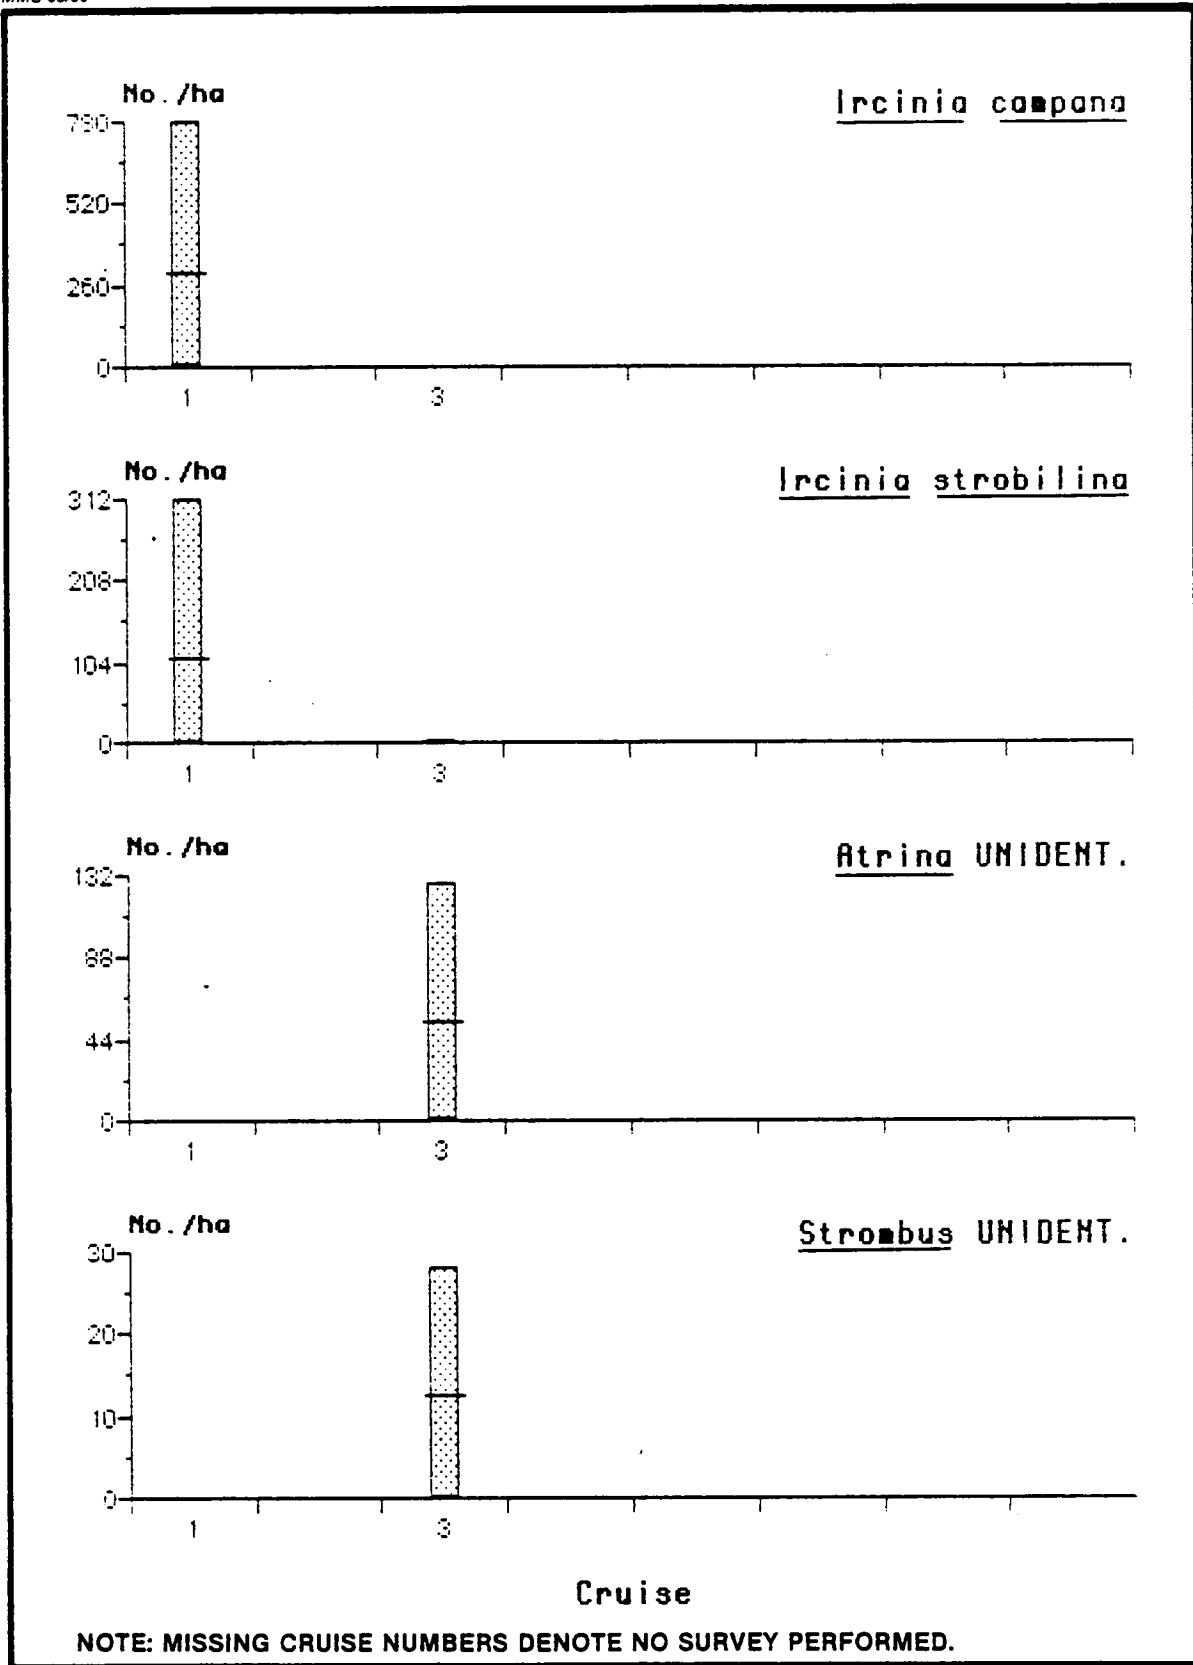 No./ha
Ircinia campana
780
520
260
0
1 3
No./ha
Ircinia strobilina
312
208
104
0
1 3
No./ha
Atrina UNIDENT.
132
88
44
0
1 3
No./ha
Strombus UNIDENT.
30
20
10
0
1 3
Cruise
NOTE: MISSING CRUISE NUMBERS DENOTE NO SURVEY PERFORMED.